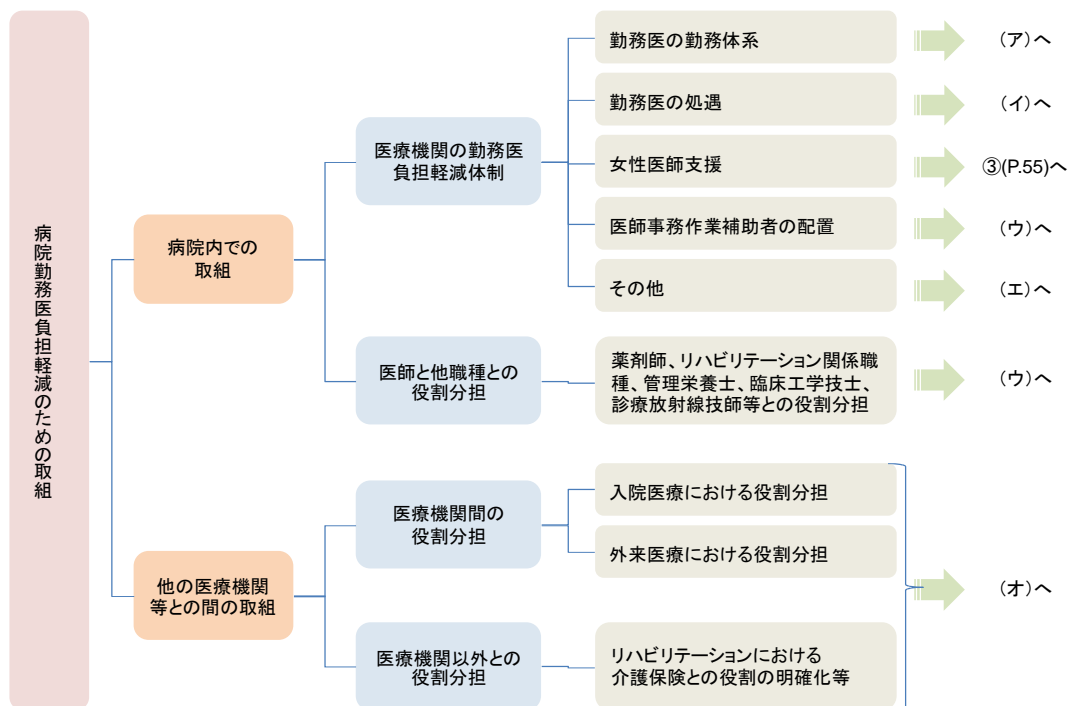 病院勤務医負担軽減のための取組
病院内での
取組
医療機関の勤務医
負担軽減体制
勤務医の勤務体系
(ア)へ
勤務医の処遇
(イ)へ
女性医師支援
③(P.55)へ
医師事務作業補助者の配置
(ウ)へ
その他
(エ)へ
医師と他職種との
役割分担
薬剤師、リハビリテーション関係職
種、管理栄養士、臨床工学技士、
診療放射線技師等との役割分担
(ウ)へ
他の医療機関
等との間の取組
医療機関間の
役割分担
入院医療における役割分担
外来医療における役割分担
医療機関以外との
役割分担
リハビリテーションにおける
介護保険との役割の明確化等
(オ)へ